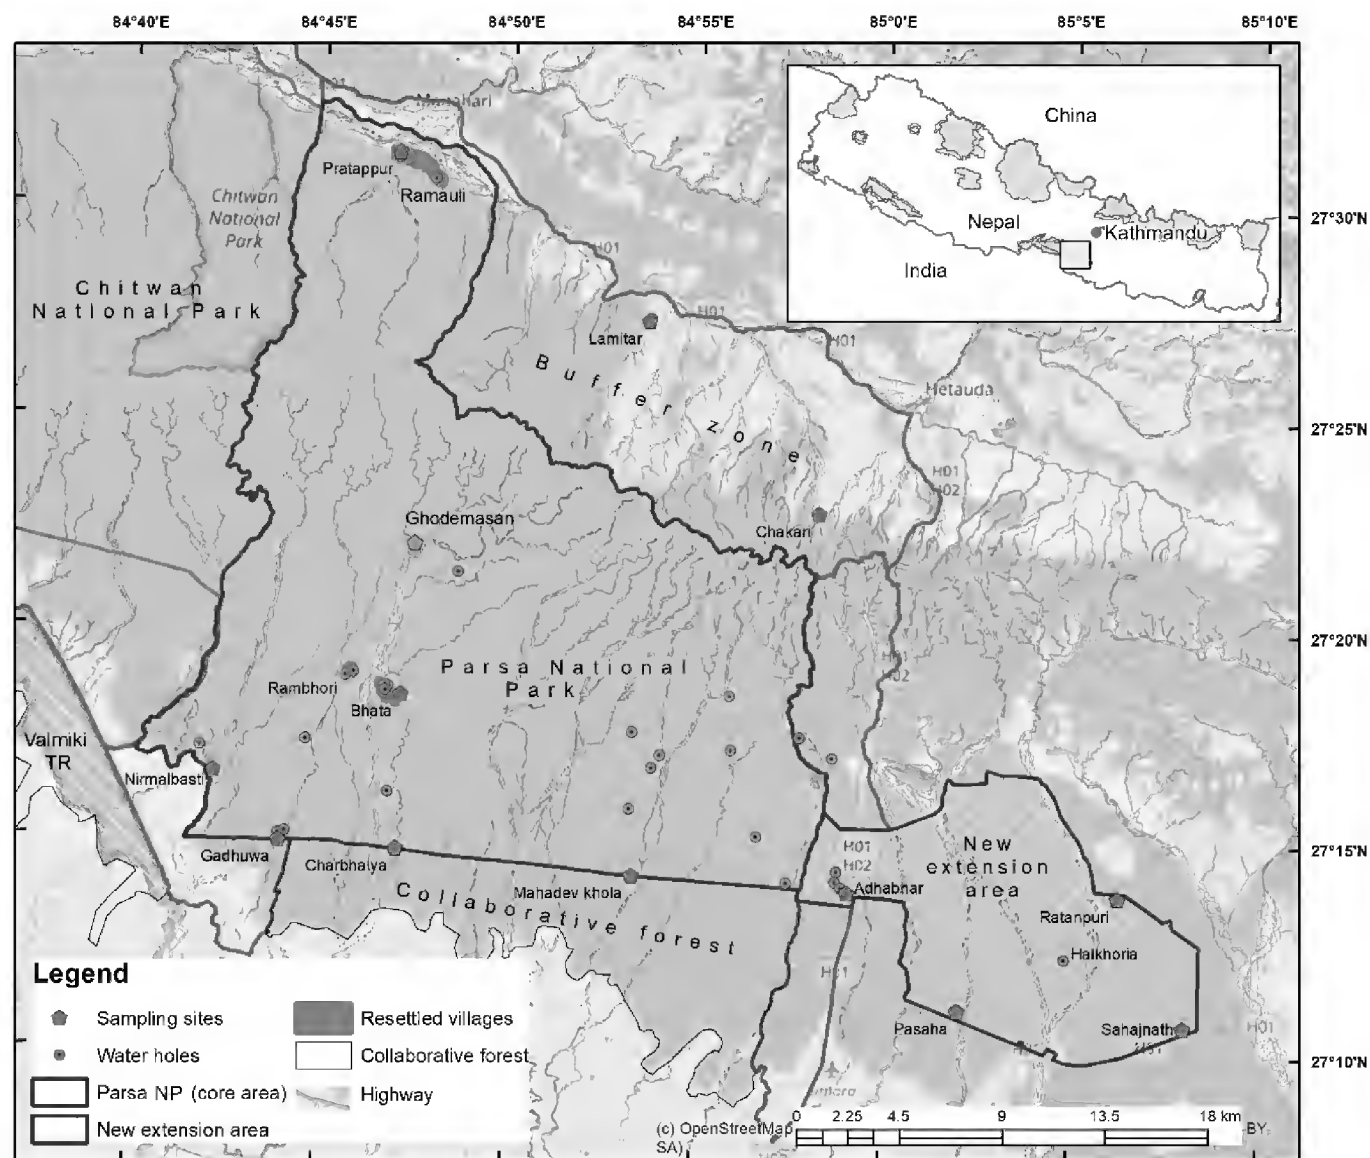 84°40'E 84°45'E 84°50'E 84°55'E 85°0'E 85°5'E 85°10'E
China
Nepal
Kathmandu
India
27°30'N
27°25'N
27°20'N
27°15'N
27°10'N
Manahari
Pratappur
Ramauli
Chitwan
National
Park
Chitwan
National Park
H01
H01
H01
Lamitar
Buffer zone
Hetauda
H01
H02
Chakari
Ghodemasan
H01
H02
Parsa National
Park
Rambhori
Bhata
Valmiki
TR
Nirmalbasti
Gadhuwa
Charbhaiya
Mahadev khola
Collaborative forest
H01
H02
Adhabhar
New
extension
area
Ratanpuri
Halkhoria
H01
Pasaha
Sahajnath
H01
H01
Legend
Sampling sites
Water holes
Parsa NP (core area)
New extension area
Resettled villages
Collaborative forest
Highway
0 2.25 4.5 9 13.5 18 km
(c) OpenStreetMap
BY-
SA)